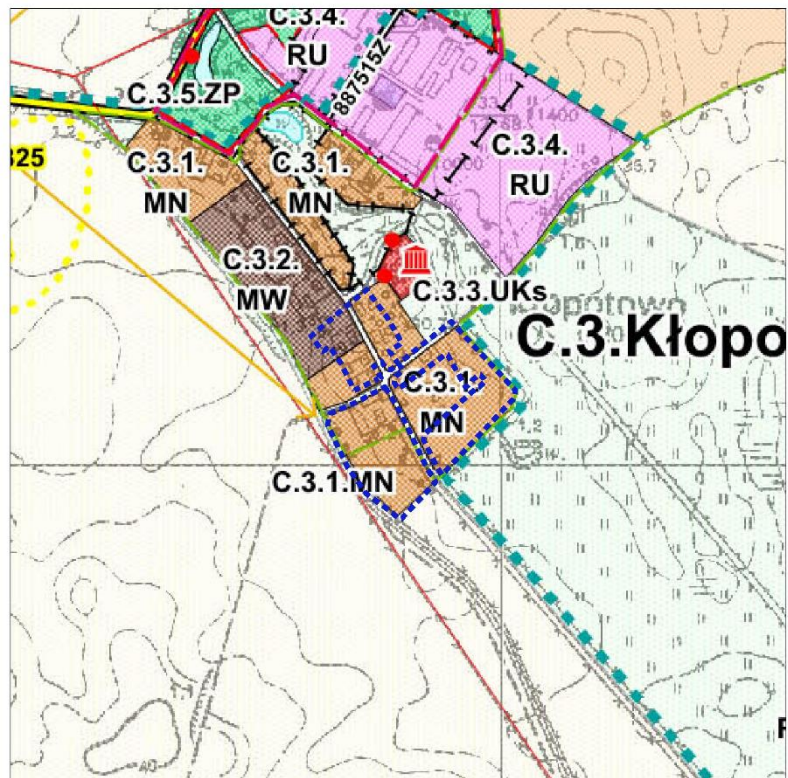 C.3.4.
RU
887515Z
C.3.5.ZP
C.3.4.
RU
325
C.3.1.
MN
C.3.1.
MN
C.3.2.
MW
C.3.3.UKs
C.3.Kłopo
C.3.1
MN
C.3.1.MN